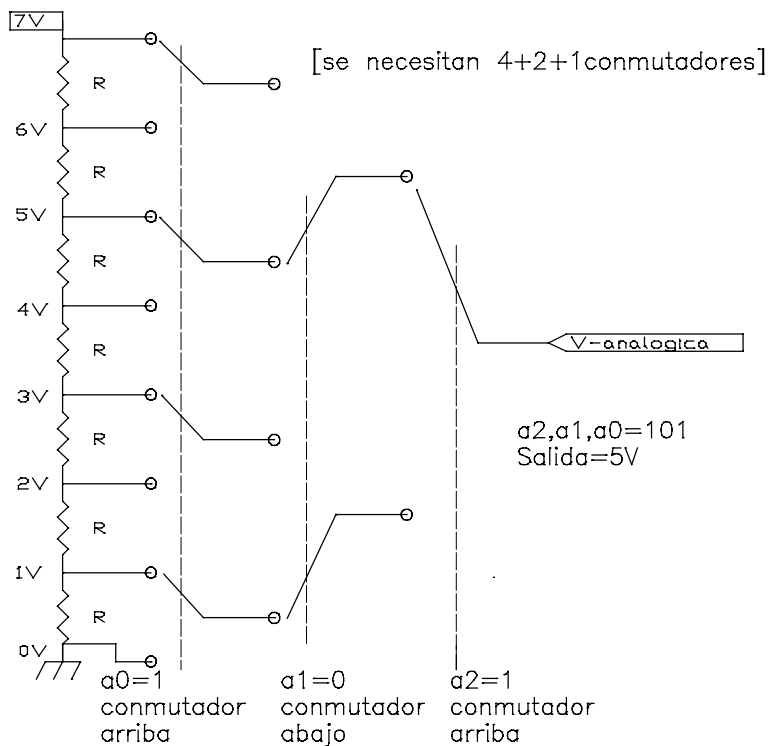 7V
[se necesitan 4+2+1conmutadores]
R
6V
R
5V
R
4V
R
V-analogica
3V
R
a2,a1,a0=101
Salida=5V
2V
R
1V
R
0V
a0=1
conmutador
arriba
a1=0
conmutador
abajo
a2=1
conmutador
arriba